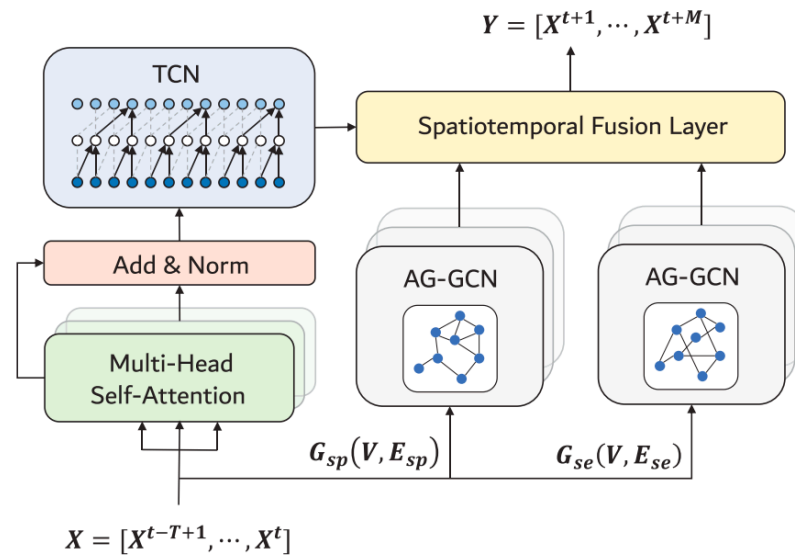 Y = [X^{t+1}, ⋯, X^{t+M}]
TCN
Spatiotemporal Fusion Layer
Add & Norm
AG-GCN
AG-GCN
Multi-Head
Self-Attention
G_{sp}(V, E_{sp})
G_{se}(V, E_{se})
X = [X^{t−T+1}, ⋯, X^{t}]